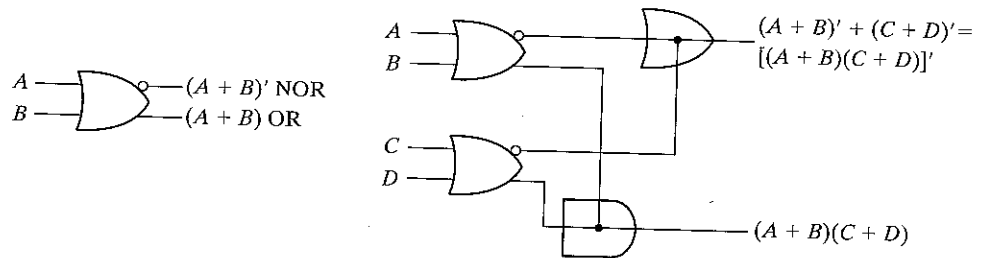 A
B
(A + B)′ NOR
(A + B) OR
A
B
C
D
(A + B)′ + (C + D)′ =
[(A + B)(C + D)]′
(A + B)(C + D)